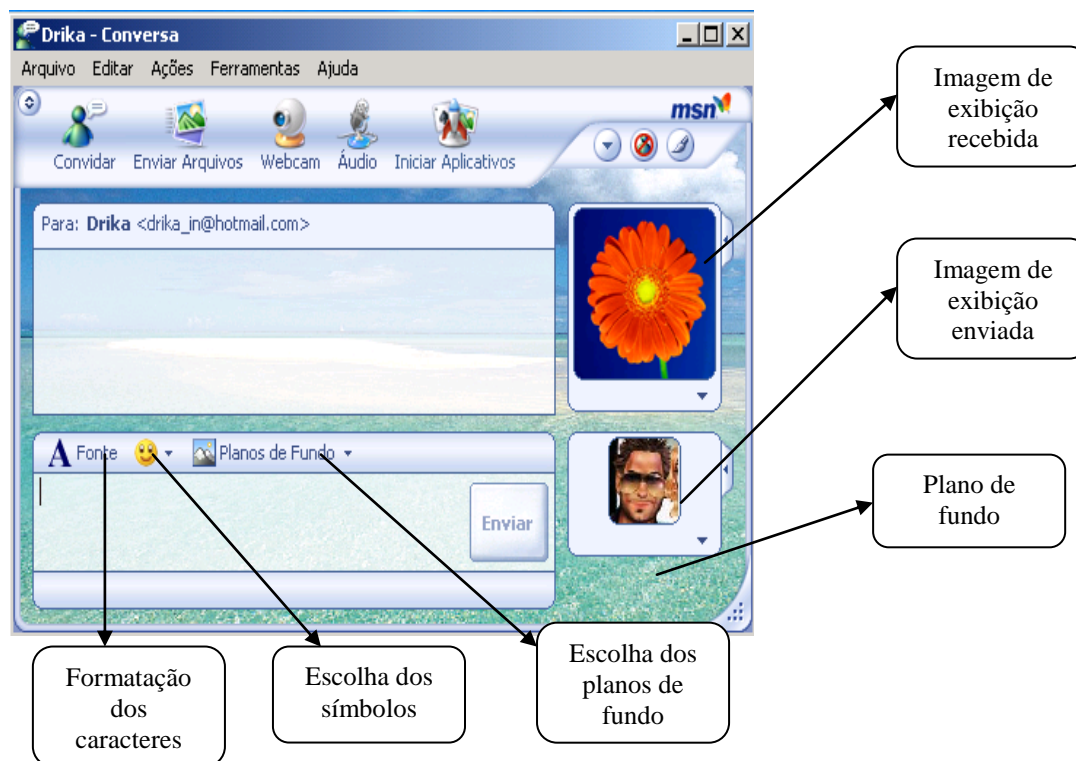 Drika - Conversa
Arquivo Editar Ações Ferramentas Ajuda
msn
Convidar Enviar Arquivos Webcam Áudio Iniciar Aplicativos
Para: Drika <drika_in@hotmail.com>
A Fonte Planos de Fundo
Enviar
Imagem de
exibição
recebida
Imagem de
exibição
enviada
Plano de
fundo
Formatação
dos
caracteres
Escolha dos
símbolos
Escolha dos
planos de
fundo